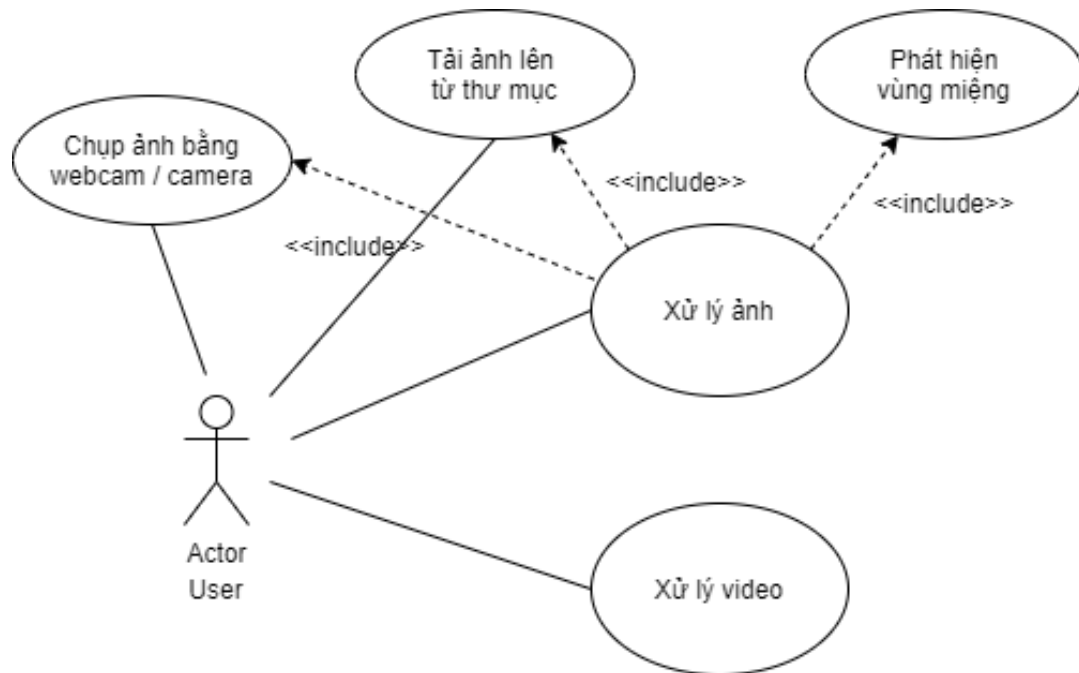 Tải ảnh lên
từ thư mục
Phát hiện
vùng miệng
Chụp ảnh bằng
webcam / camera
<<include>>
<<include>>
<<include>>
Xử lý ảnh
Actor
User
Xử lý video